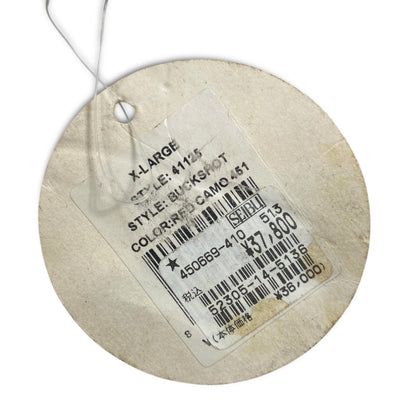 X-LARGE
STYLE: 41125
STYLE: BUCKSHOT
COLOR:RED CAMO 451
SEIBU
★ 450669-410 513
税込 ¥37,800
52305-14-5136
(本体価格 ¥36,000)